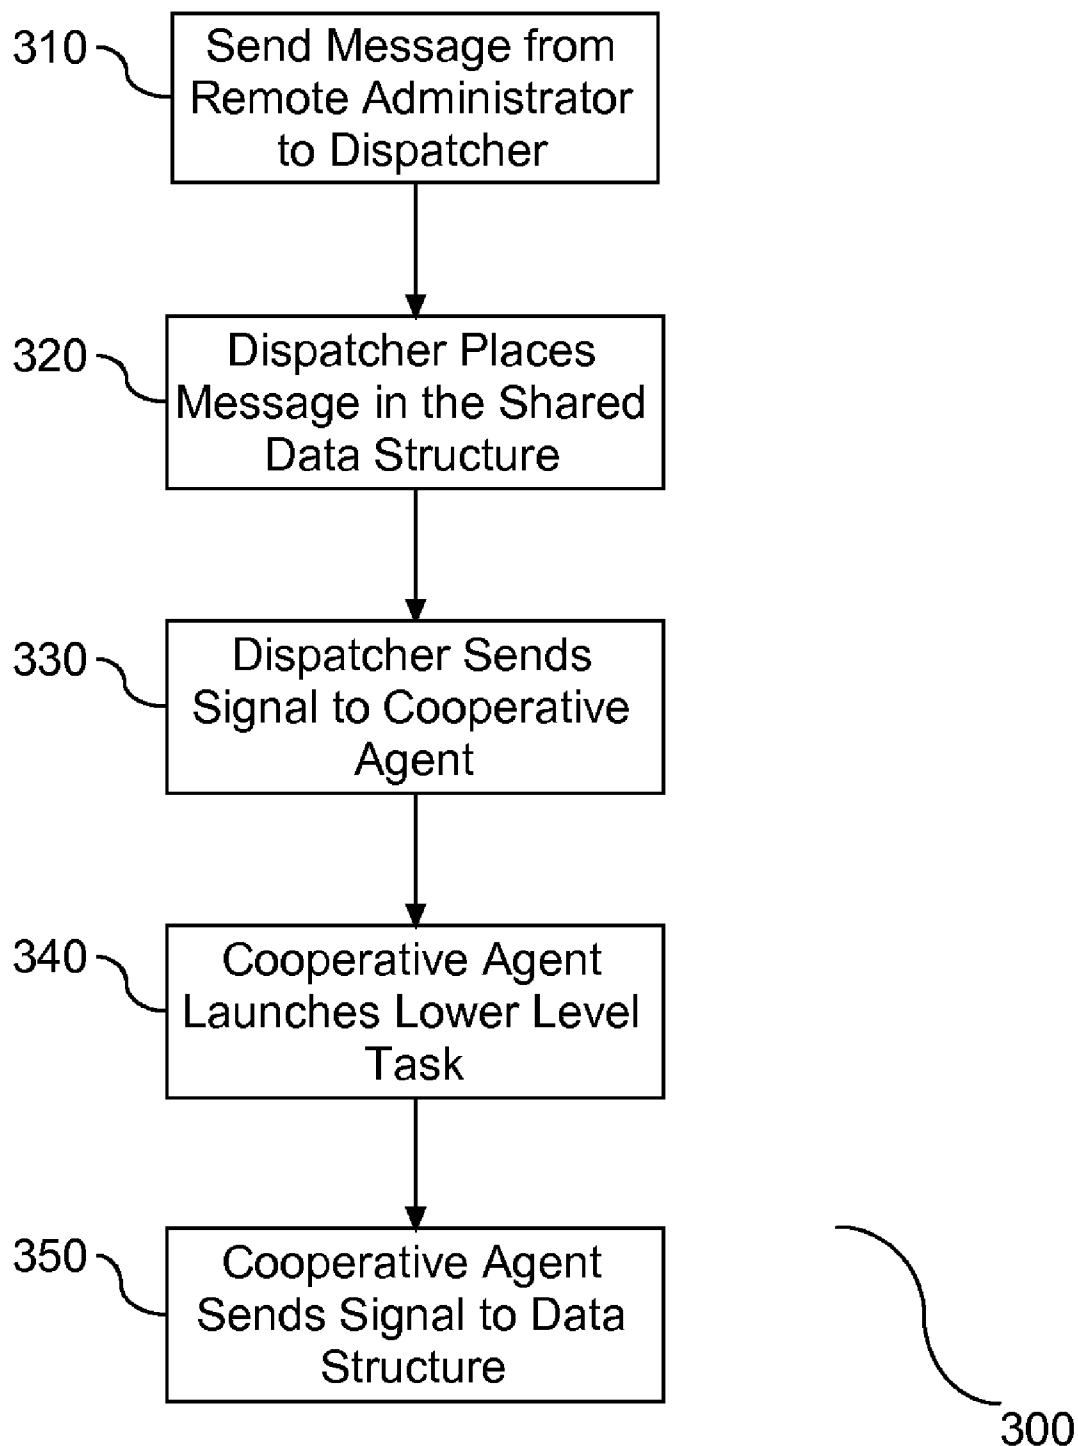 310
Send Message from
Remote Administrator
to Dispatcher
320
Dispatcher Places
Message in the Shared
Data Structure
330
Dispatcher Sends
Signal to Cooperative
Agent
340
Cooperative Agent
Launches Lower Level
Task
350
Cooperative Agent
Sends Signal to Data
Structure
300